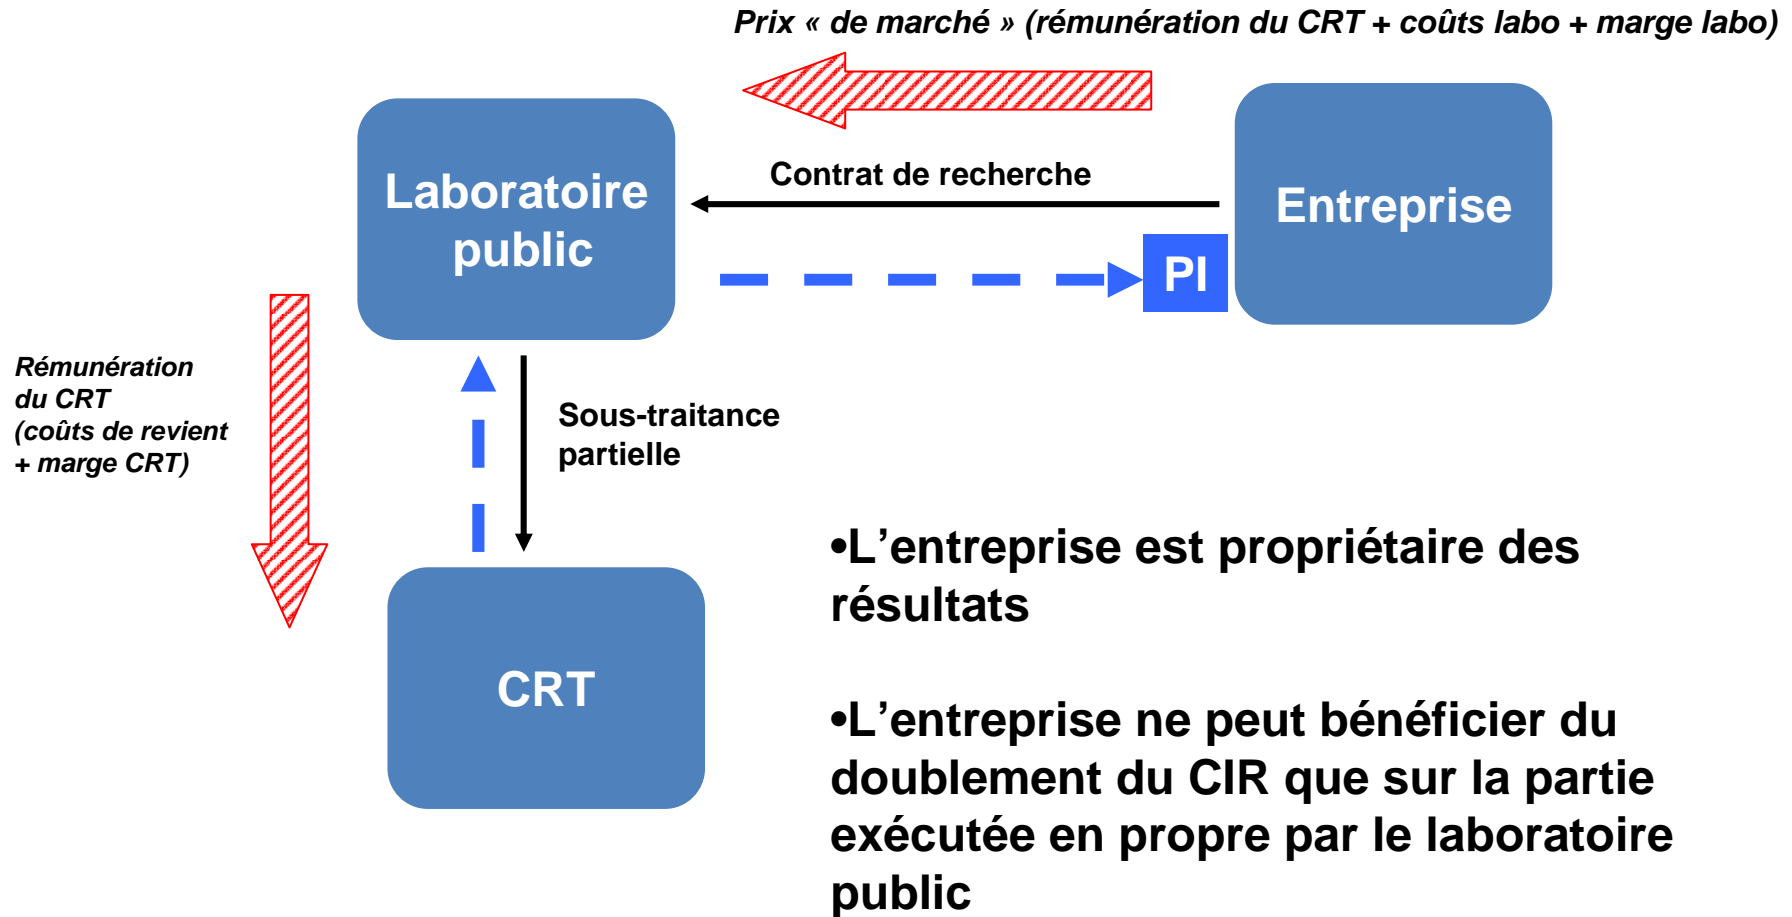 Prix « de marché » (rémunération du CRT + coûts labo + marge labo)
Laboratoire
public
Contrat de recherche
Entreprise
PI
Rémunération
du CRT
(coûts de revient
+ marge CRT)
Sous-traitance
partielle
CRT
•L’entreprise est propriétaire des
résultats
•L’entreprise ne peut bénéficier du
doublement du CIR que sur la partie
exécutée en propre par le laboratoire
public